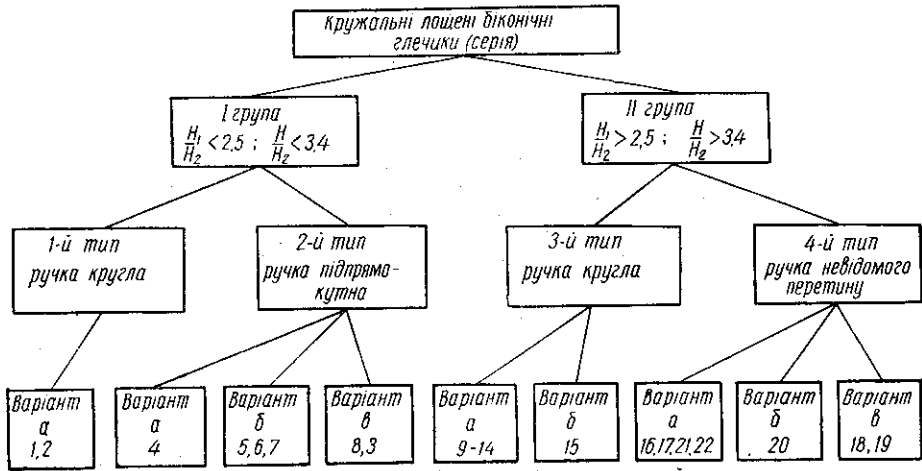 Кружальні лощені біконічні
глечики (серія)
I група
H₁/H₂ < 2,5 ; H/H₂ < 3,4
II група
H₁/H₂ > 2,5 ; H/H₂ > 3,4
1-й тип
ручка кругла
2-й тип
ручка підпрямо-
кутна
3-й тип
ручка кругла
4-й тип
ручка невідомого
перетину
Варіант
а
1,2
Варіант
а
4
Варіант
б
5,6,7
Варіант
в
8,3
Варіант
а
9-14
Варіант
б
15
Варіант
а
16,17,21,22
Варіант
б
20
Варіант
в
18,19